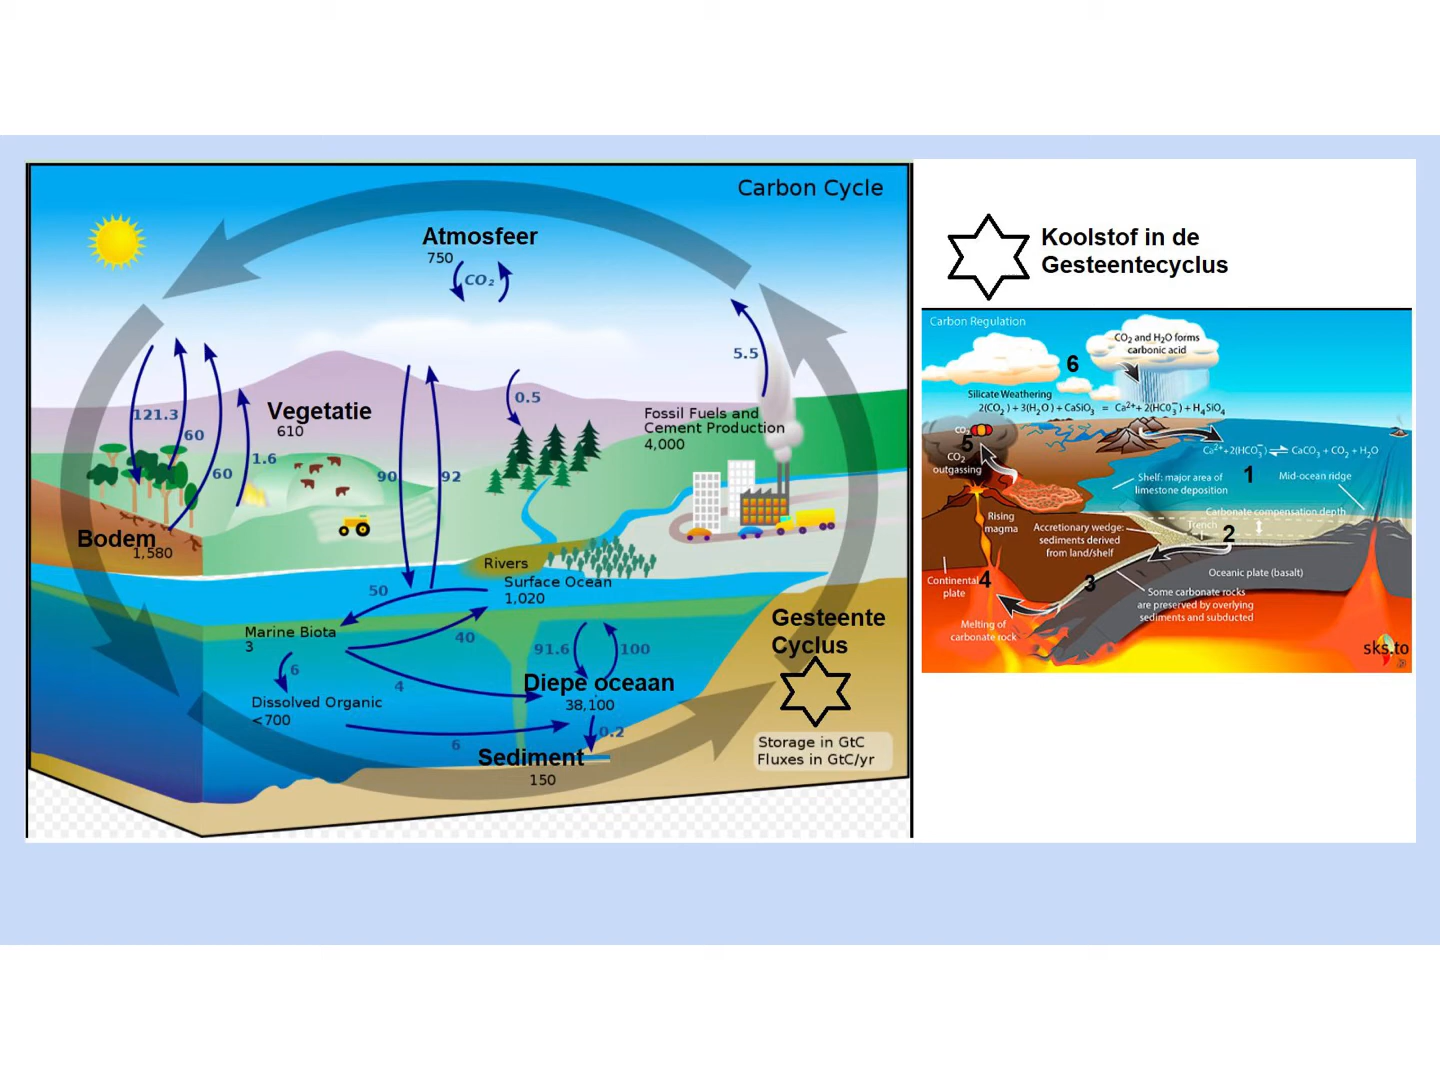 Carbon Cycle
Atmosfeer
750
CO₂
5.5
121.3
60
60
1.6
Vegetatie
610
90
92
0.5
Fossil Fuels and
Cement Production
4,000
Bodem
1,580
Rivers
Surface Ocean
1,020
50
40
Marine Biota
3
6
4
91.6
100
Dissolved Organic
<700
6
Diepe oceaan
38,100
0.2
Sediment
150
Gesteente
Cyclus
Storage in GtC
Fluxes in GtC/yr
Koolstof in de
Gesteentecyclus
Carbon Regulation
CO₂ and H₂O forms
carbonic acid
6
Silicate Weathering
2(CO₂) + 3(H₂O) + CaSiO₃ = Ca²⁺ + 2(HCO₃⁻) + H₄SiO₄
CO₂
5
CO₂
outgassing
Ca²⁺+2(HCO₃⁻) ⇌ CaCO₃ + CO₂ + H₂O
1
Shelf: major area of
limestone deposition
Mid-ocean ridge
Carbonate compensation depth
Trench
2
Rising
magma
Accretionary wedge:
sediments derived
from land/shelf
Oceanic plate (basalt)
Continental
plate
4
3
Some carbonate rocks
are preserved by overlying
sediments and subducted
Melting of
carbonate rock
sks.to